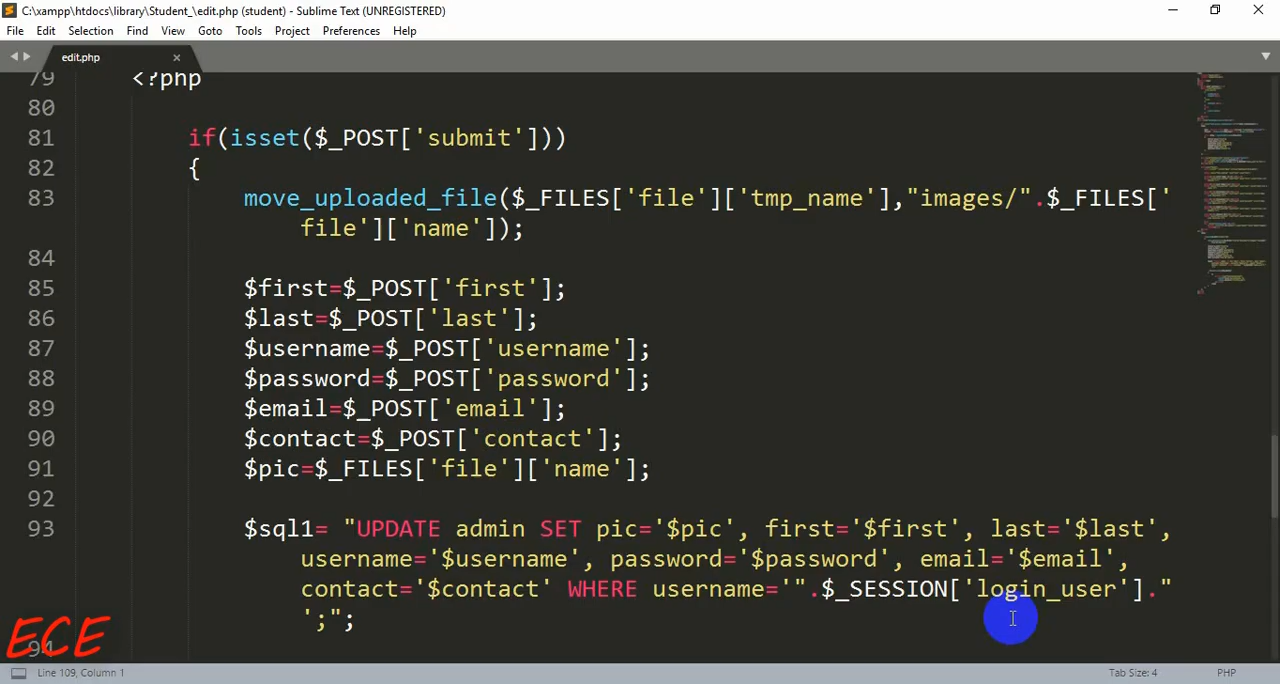 C:\xampp\htdocs\library\Student_\edit.php (student) - Sublime Text (UNREGISTERED)
File Edit Selection Find View Goto Tools Project Preferences Help
edit.php
79 <?php
80
81 if(isset($_POST['submit']))
82 {
83 move_uploaded_file($_FILES['file']['tmp_name'],"images/".$_FILES['
file']['name']);
84
85 $first=$_POST['first'];
86 $last=$_POST['last'];
87 $username=$_POST['username'];
88 $password=$_POST['password'];
89 $email=$_POST['email'];
90 $contact=$_POST['contact'];
91 $pic=$_FILES['file']['name'];
92
93 $sql1= "UPDATE admin SET pic='$pic', first='$first', last='$last',
username='$username', password='$password', email='$email',
contact='$contact' WHERE username='".$_SESSION['login_user']."
';";
94
ECE
Line 109, Column 1
Tab Size: 4
PHP